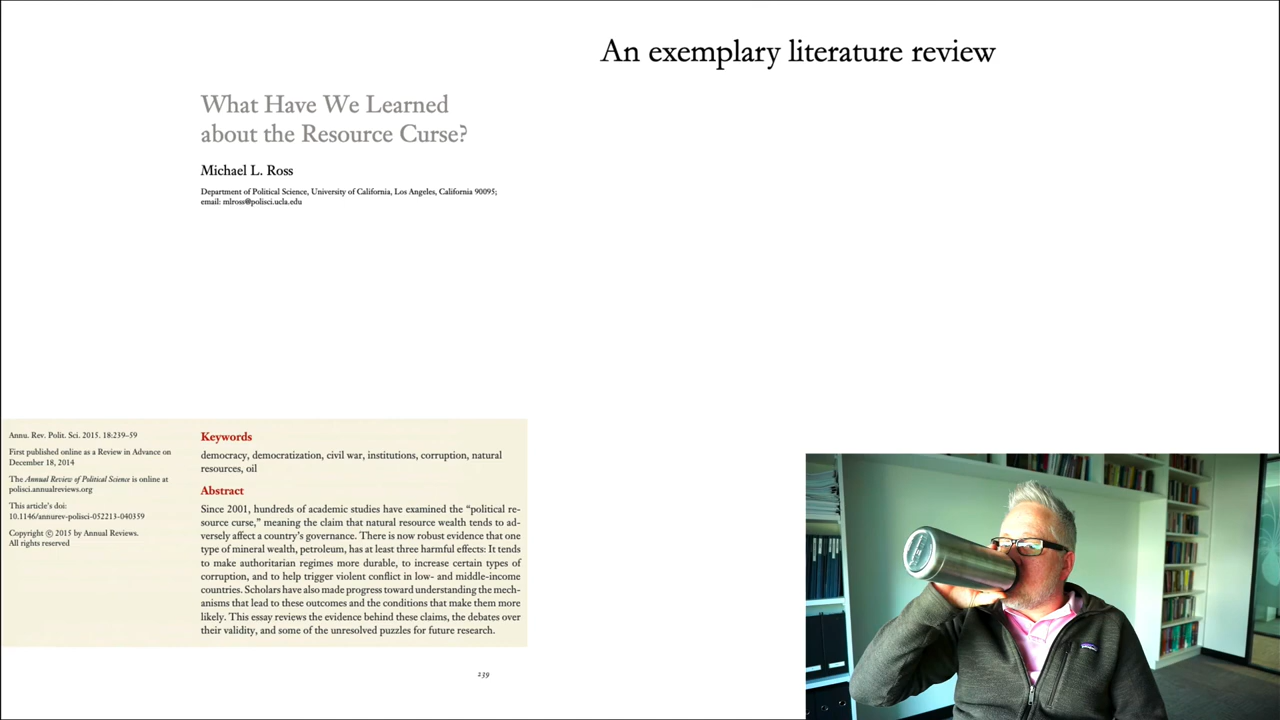 An exemplary literature review
What Have We Learned
about the Resource Curse?
Michael L. Ross
Department of Political Science, University of California, Los Angeles, California 90095;
email: mlross@polisci.ucla.edu
Annu. Rev. Polit. Sci. 2015. 18:239–59
First published online as a Review in Advance on
December 18, 2014
The Annual Review of Political Science is online at
polisci.annualreviews.org
This article's doi:
10.1146/annurev-polisci-052213-040359
Copyright © 2015 by Annual Reviews.
All rights reserved
Keywords
democracy, democratization, civil war, institutions, corruption, natural
resources, oil
Abstract
Since 2001, hundreds of academic studies have examined the “political re-
source curse,” meaning the claim that natural resource wealth tends to ad-
versely affect a country's governance. There is now robust evidence that one
type of mineral wealth, petroleum, has at least three harmful effects: It tends
to make authoritarian regimes more durable, to increase certain types of
corruption, and to help trigger violent conflict in low- and middle-income
countries. Scholars have also made progress toward understanding the mech-
anisms that lead to these outcomes and the conditions that make them more
likely. This essay reviews the evidence behind these claims, the debates over
their validity, and some of the unresolved puzzles for future research.
239